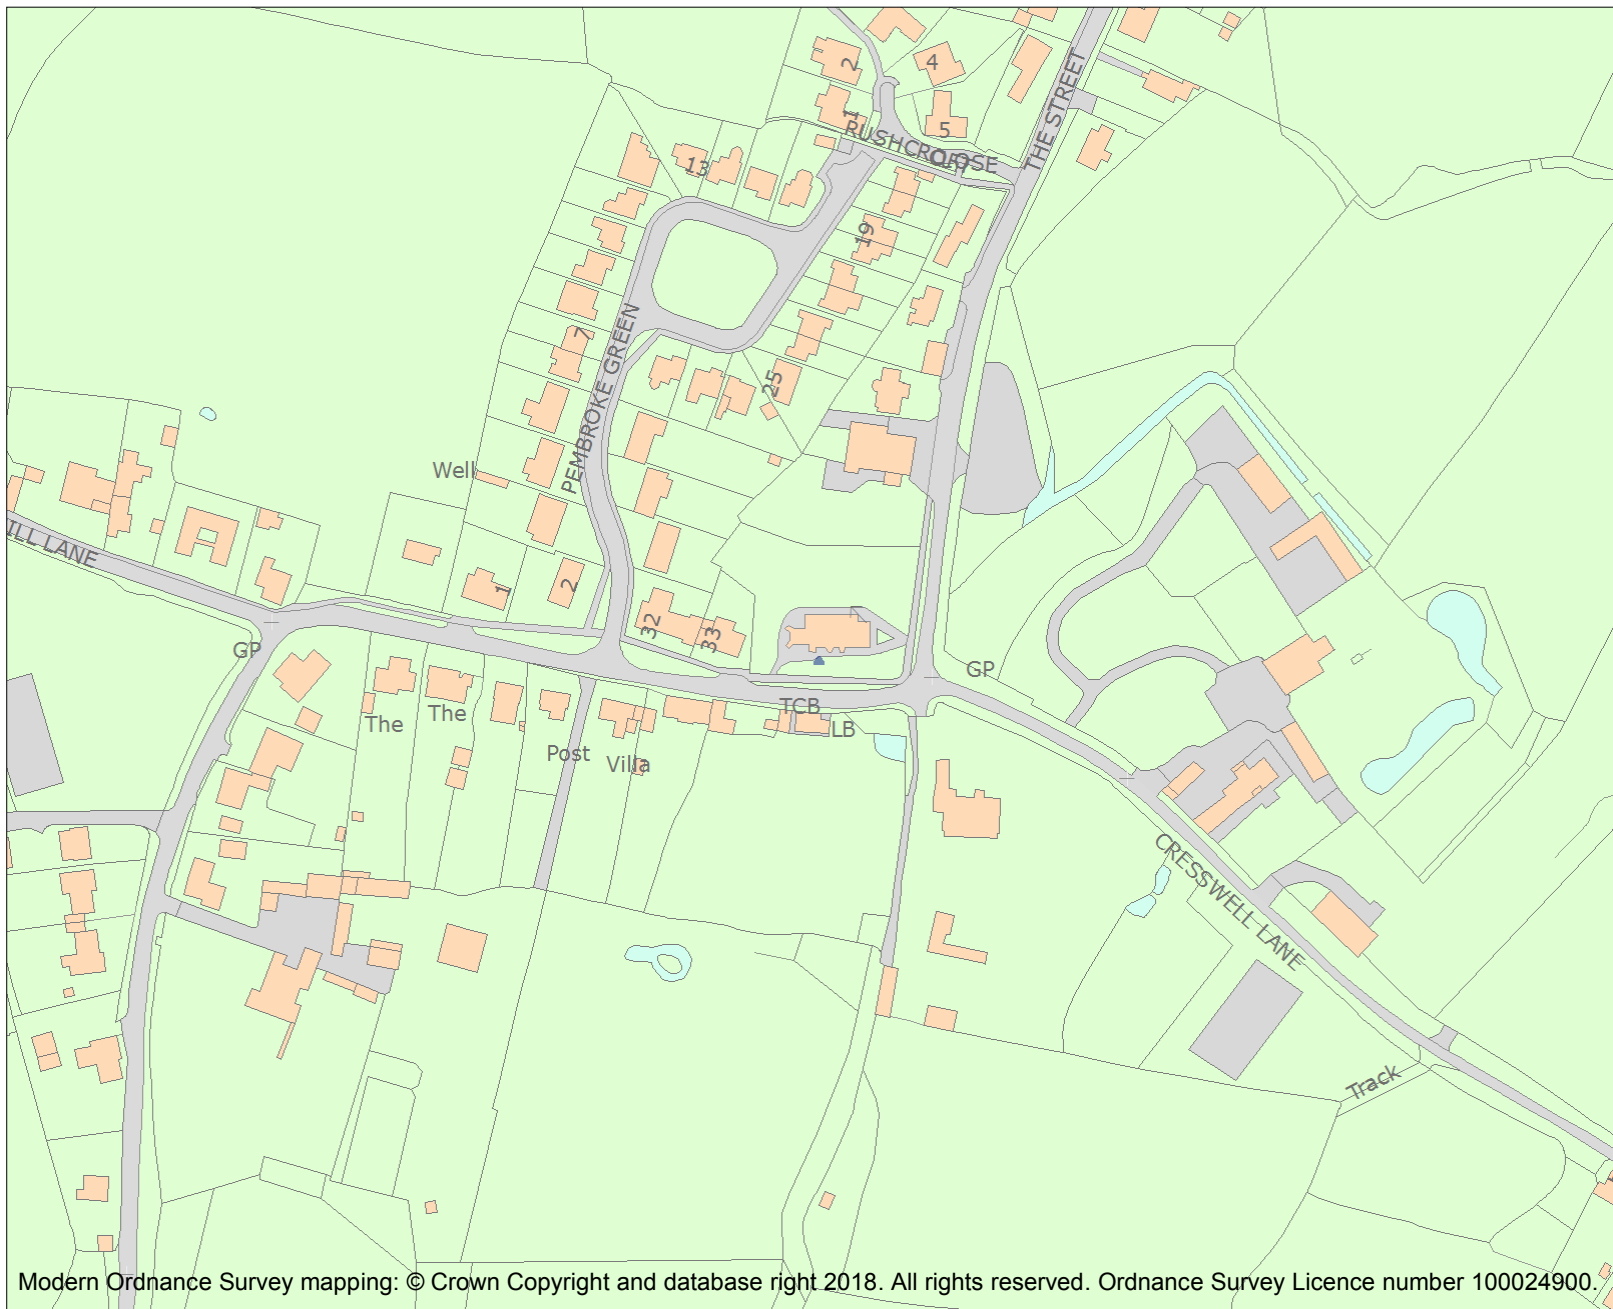 2
4
1
5
RUSHCROFT
CLOSE
THE STREET
13
19
7
PEMBROKE GREEN
25
Well
ILL LANE
1
2
32
33
GP
GP
The
The
TCB
LB
Post
Villa
CRESSWELL LANE
Track
Modern Ordnance Survey mapping: © Crown Copyright and database right 2018. All rights reserved. Ordnance Survey Licence number 100024900.